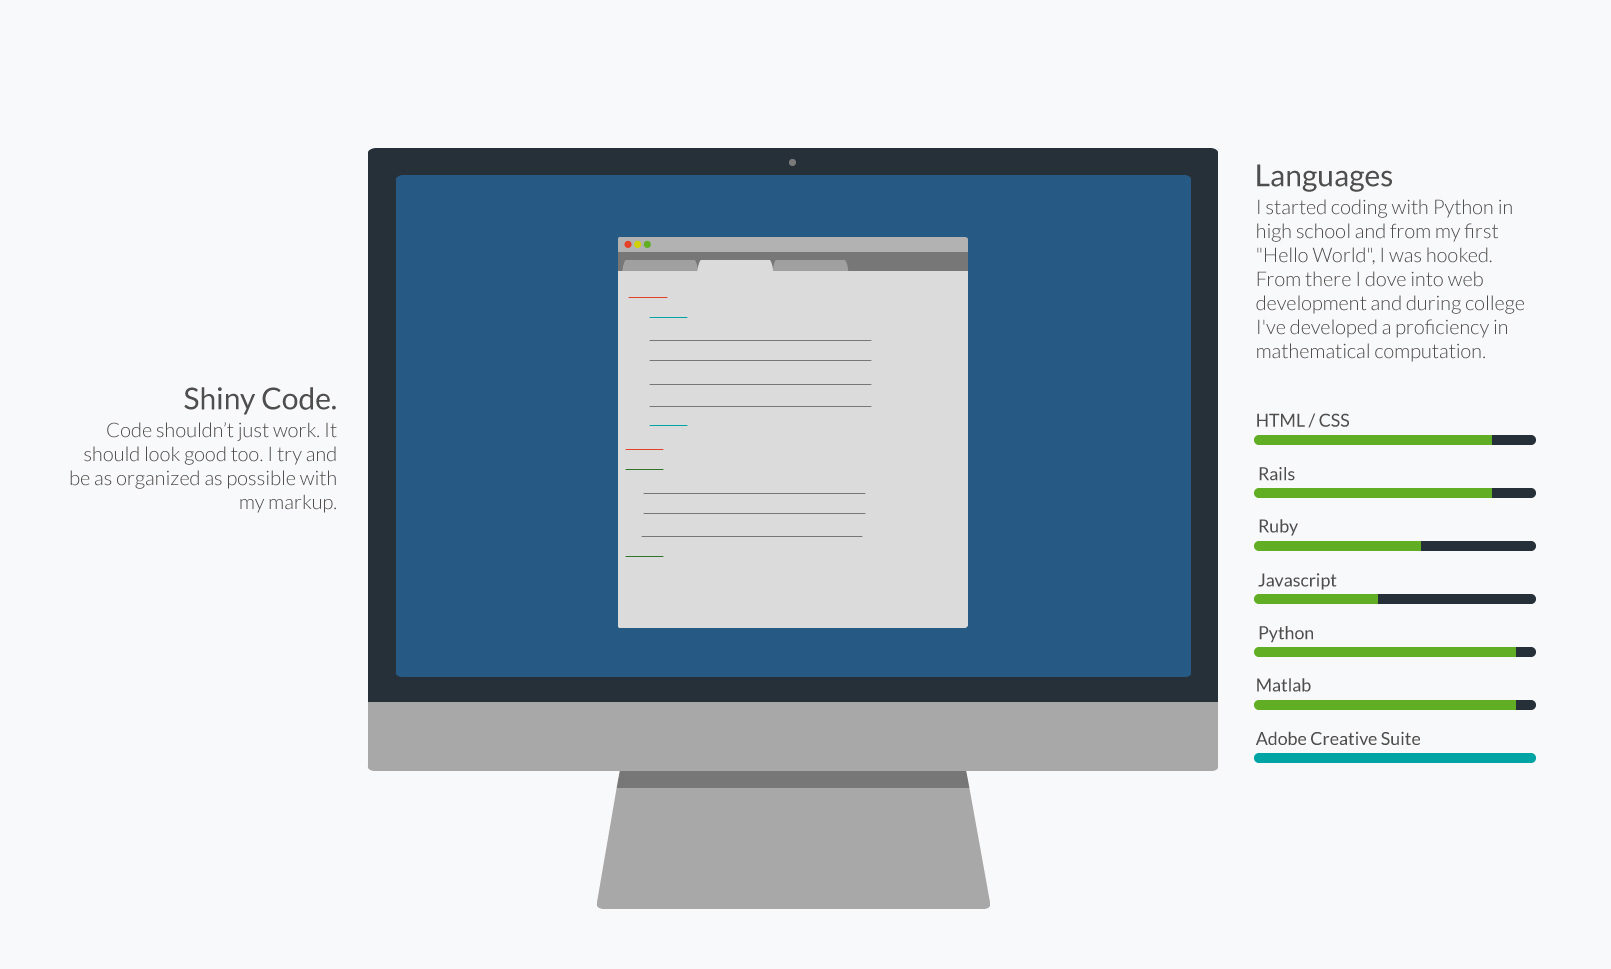 Shiny Code.
Code shouldn’t just work. It
should look good too. I try and
be as organized as possible with
my markup.
Languages
I started coding with Python in
high school and from my first
"Hello World", I was hooked.
From there I dove into web
development and during college
I've developed a proficiency in
mathematical computation.
HTML / CSS
Rails
Ruby
Javascript
Python
Matlab
Adobe Creative Suite